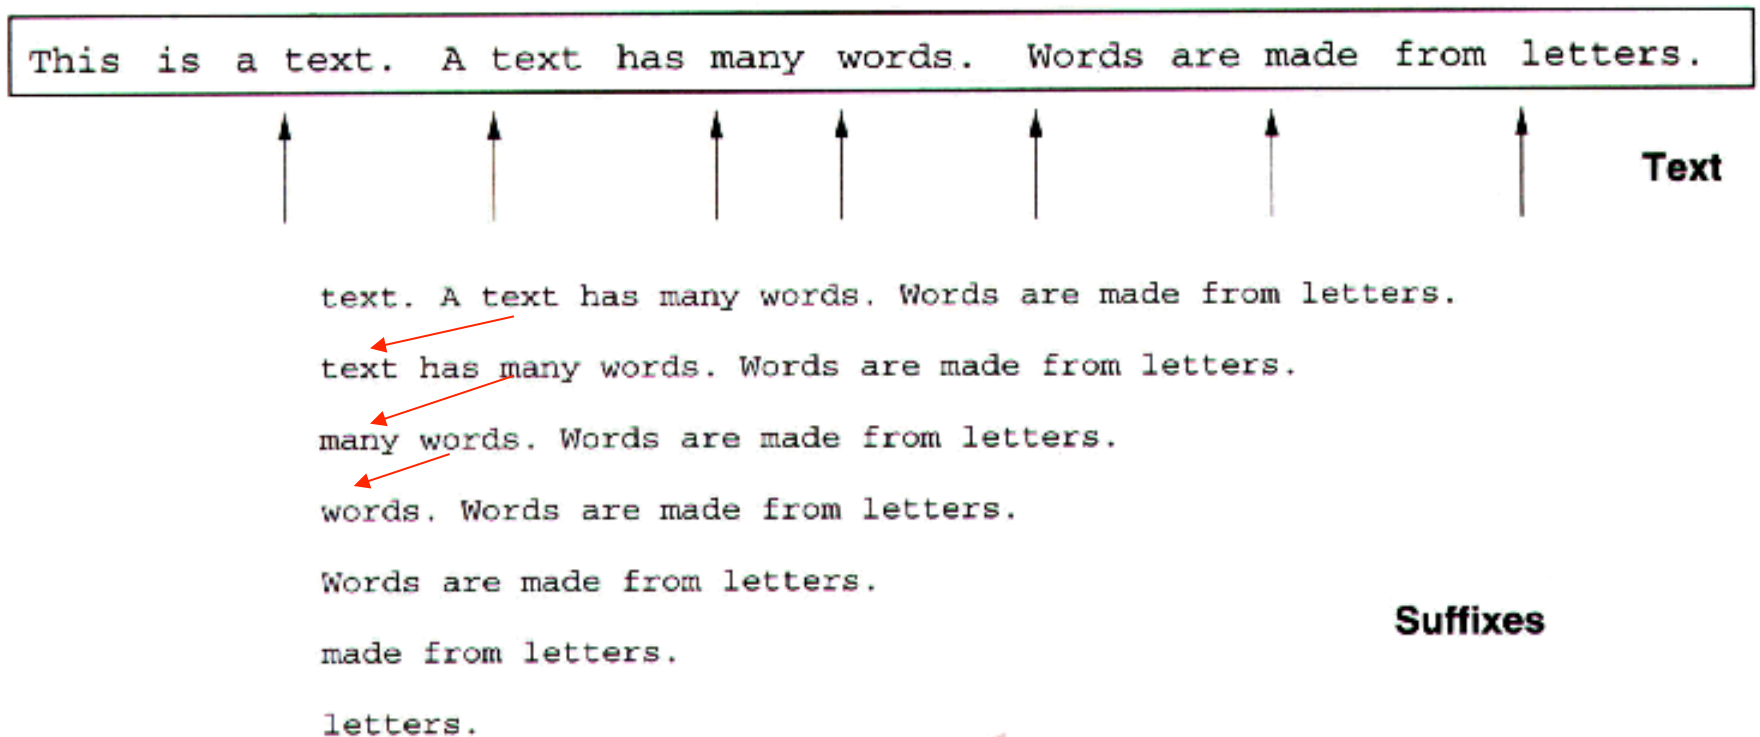 This is a text. A text has many words. Words are made from letters.
Text
text. A text has many words. Words are made from letters.
text has many words. Words are made from letters.
many words. Words are made from letters.
words. Words are made from letters.
Words are made from letters.
Suffixes
made from letters.
letters.